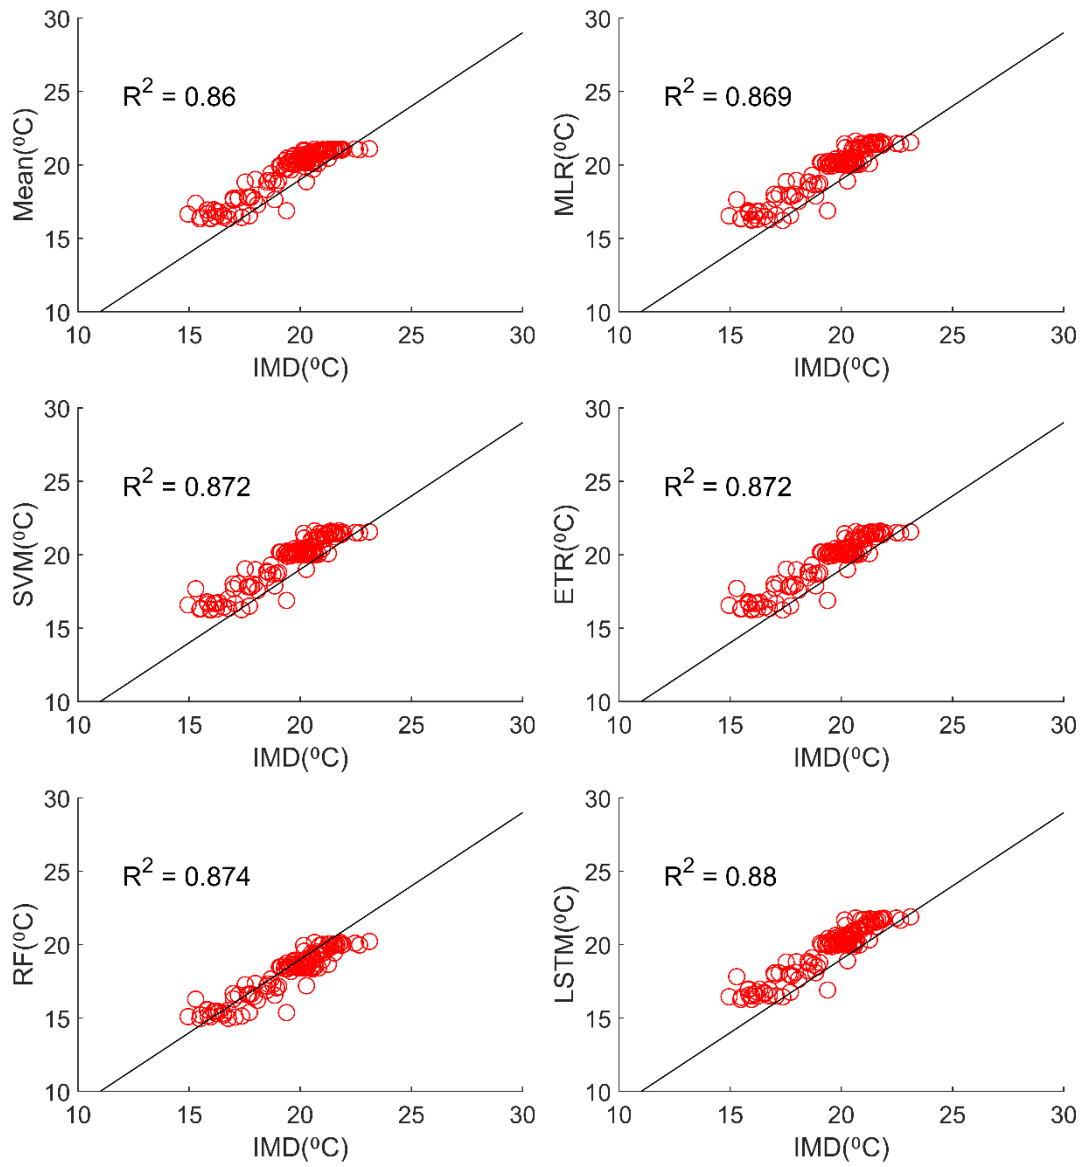 30
25
20
15
10
Mean(⁰C)
R² = 0.86
10 15 20 25 30
IMD(⁰C)
30
25
20
15
10
MLR(⁰C)
R² = 0.869
10 15 20 25 30
IMD(⁰C)
30
25
20
15
10
SVM(⁰C)
R² = 0.872
10 15 20 25 30
IMD(⁰C)
30
25
20
15
10
ETR(⁰C)
R² = 0.872
10 15 20 25 30
IMD(⁰C)
30
25
20
15
10
RF(⁰C)
R² = 0.874
10 15 20 25 30
IMD(⁰C)
30
25
20
15
10
LSTM(⁰C)
R² = 0.88
10 15 20 25 30
IMD(⁰C)